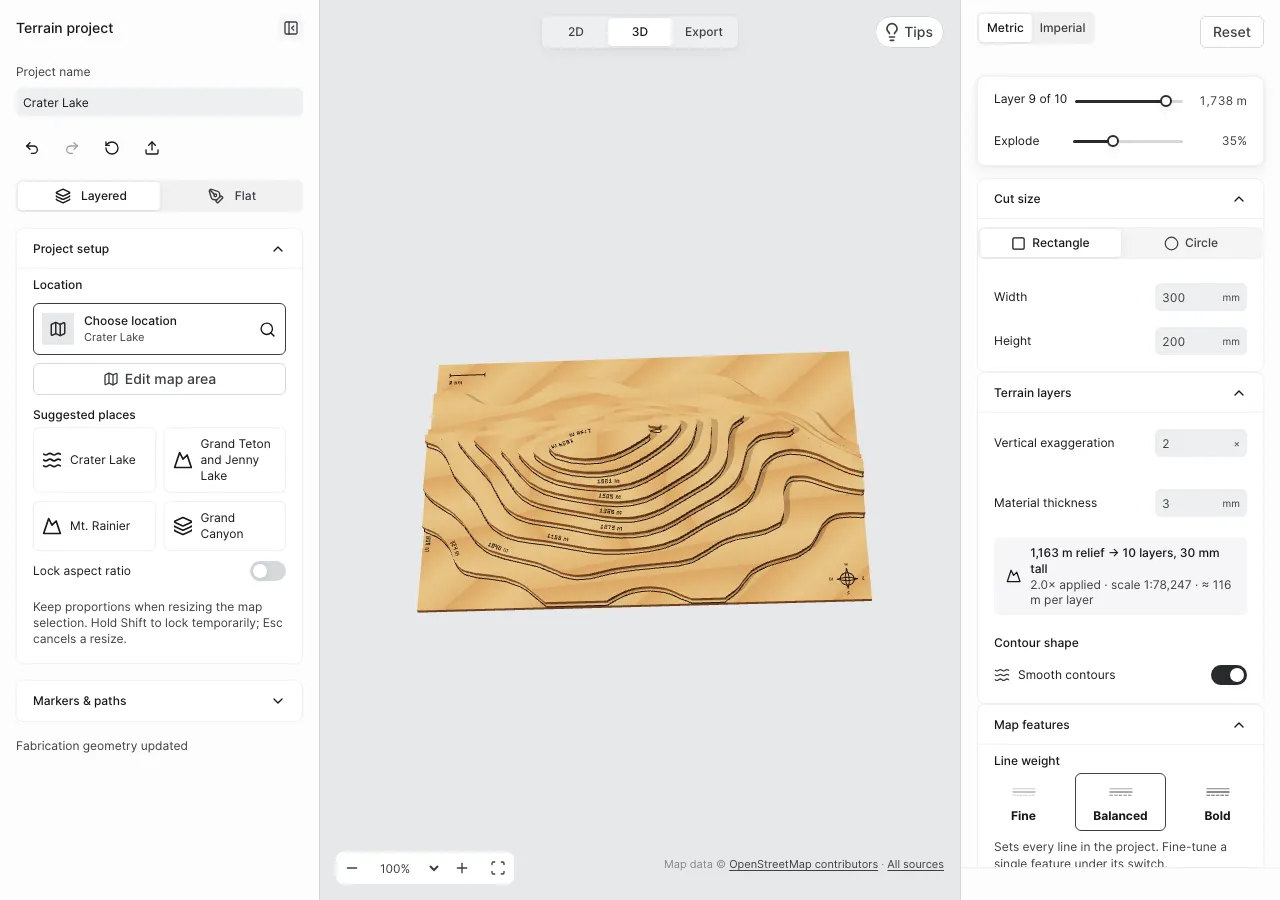 Terrain project
Project name
Crater Lake
Layered
Flat
Project setup
Location
Choose location
Crater Lake
Edit map area
Suggested places
Crater Lake
Grand Teton
and Jenny
Lake
Mt. Rainier
Grand
Canyon
Lock aspect ratio
Keep proportions when resizing the map
selection. Hold Shift to lock temporarily; Esc
cancels a resize.
Markers & paths
Fabrication geometry updated
2D
3D
Export
Tips
1273 m
1156 m
100%
Map data © OpenStreetMap contributors · All sources
Metric
Imperial
Reset
Layer 9 of 10
1,738 m
Explode
35%
Cut size
Rectangle
Circle
Width
300 mm
Height
200 mm
Terrain layers
Vertical exaggeration
2 ×
Material thickness
3 mm
1,163 m relief → 10 layers, 30 mm
tall
2.0× applied · scale 1:78,247 · ≈ 116
m per layer
Contour shape
Smooth contours
Map features
Line weight
Fine
Balanced
Bold
Sets every line in the project. Fine-tune a
single feature under its switch.